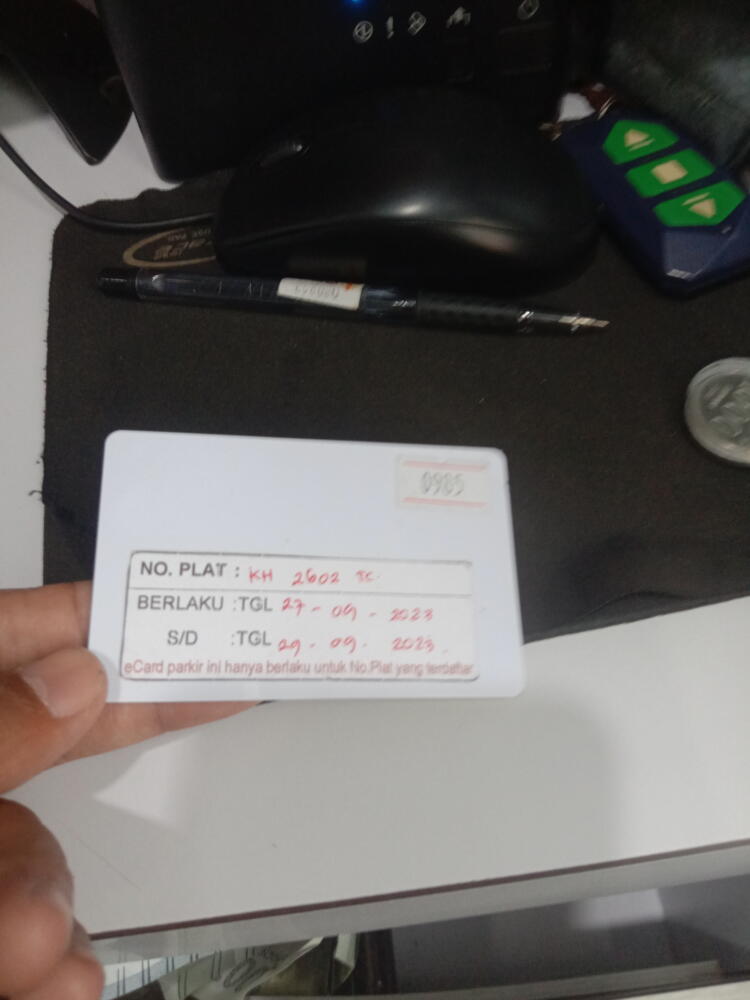 0985
NO. PLAT : KH 2602 TC.
BERLAKU :TGL 27 - 09 - 2023
S/D :TGL 29 - 09 - 2023.
eCard parkir ini hanya berlaku untuk No.Plat yang terdaftar